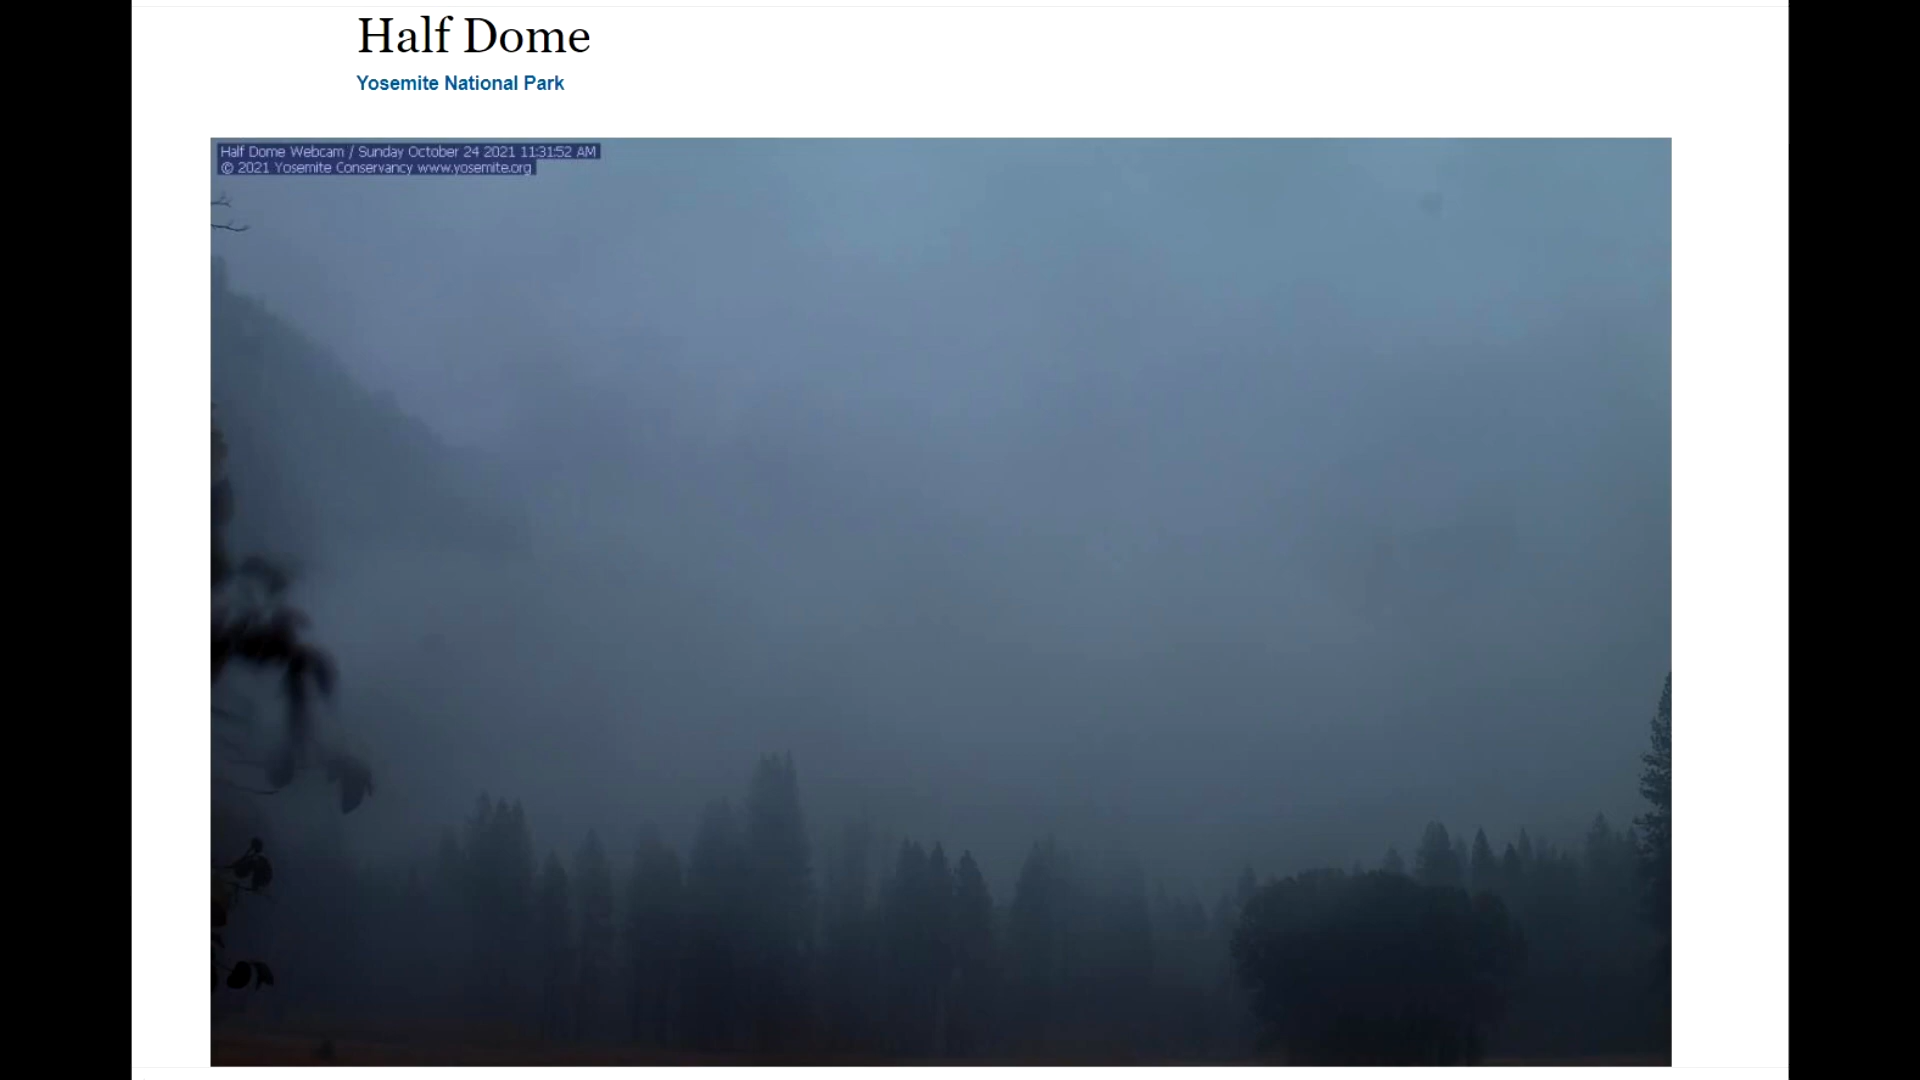 Half Dome
Yosemite National Park
Half Dome Webcam / Sunday October 24 2021 11:31:52 AM
© 2021 Yosemite Conservancy www.yosemite.org